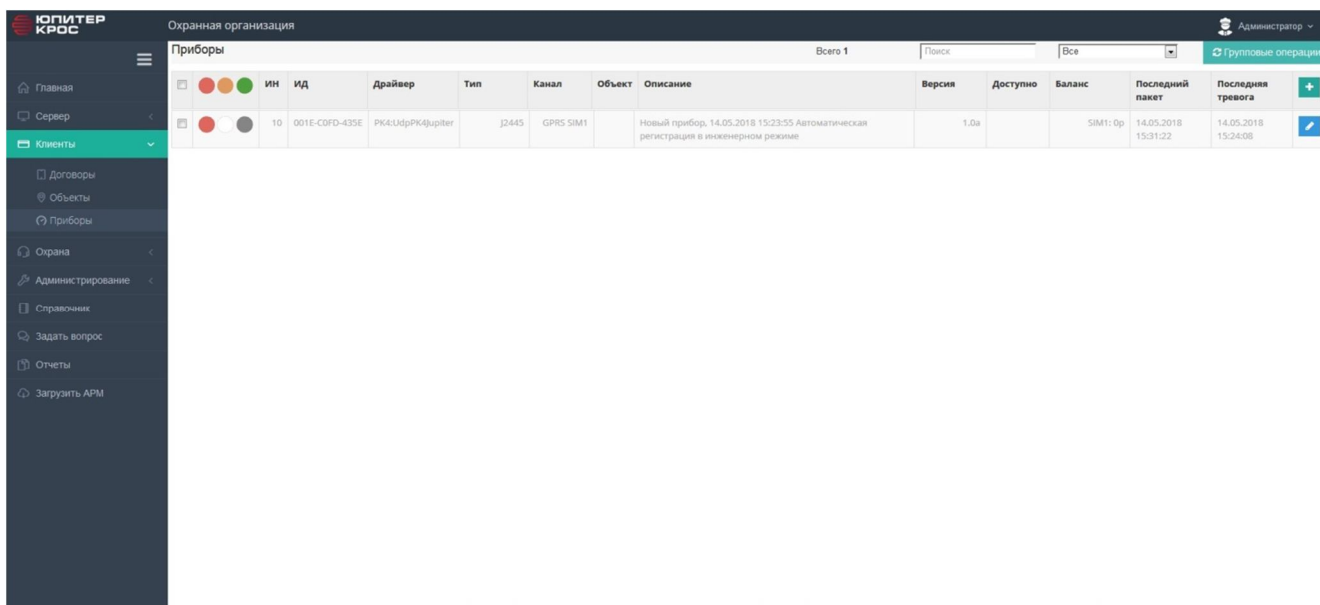 ЮПИТЕР
КРОС
Охранная организация
Администратор
Приборы
Всего 1
Поиск
Все
Групповые операции
ИН ИД Драйвер Тип Канал Объект Описание Версия Доступно Баланс Последний пакет Последняя тревога
10 001E-C0FD-435E PK4:UdpPK4Jupiter J2445 GPRS SIM1 Новый прибор, 14.05.2018 15:23:55 Автоматическая регистрация в инженерном режиме 1.0a SIM1: 0р 14.05.2018 15:31:22 14.05.2018 15:24:08
Главная
Сервер
Клиенты
Договоры
Объекты
Приборы
Охрана
Администрирование
Справочник
Задать вопрос
Отчеты
Загрузить АРМ